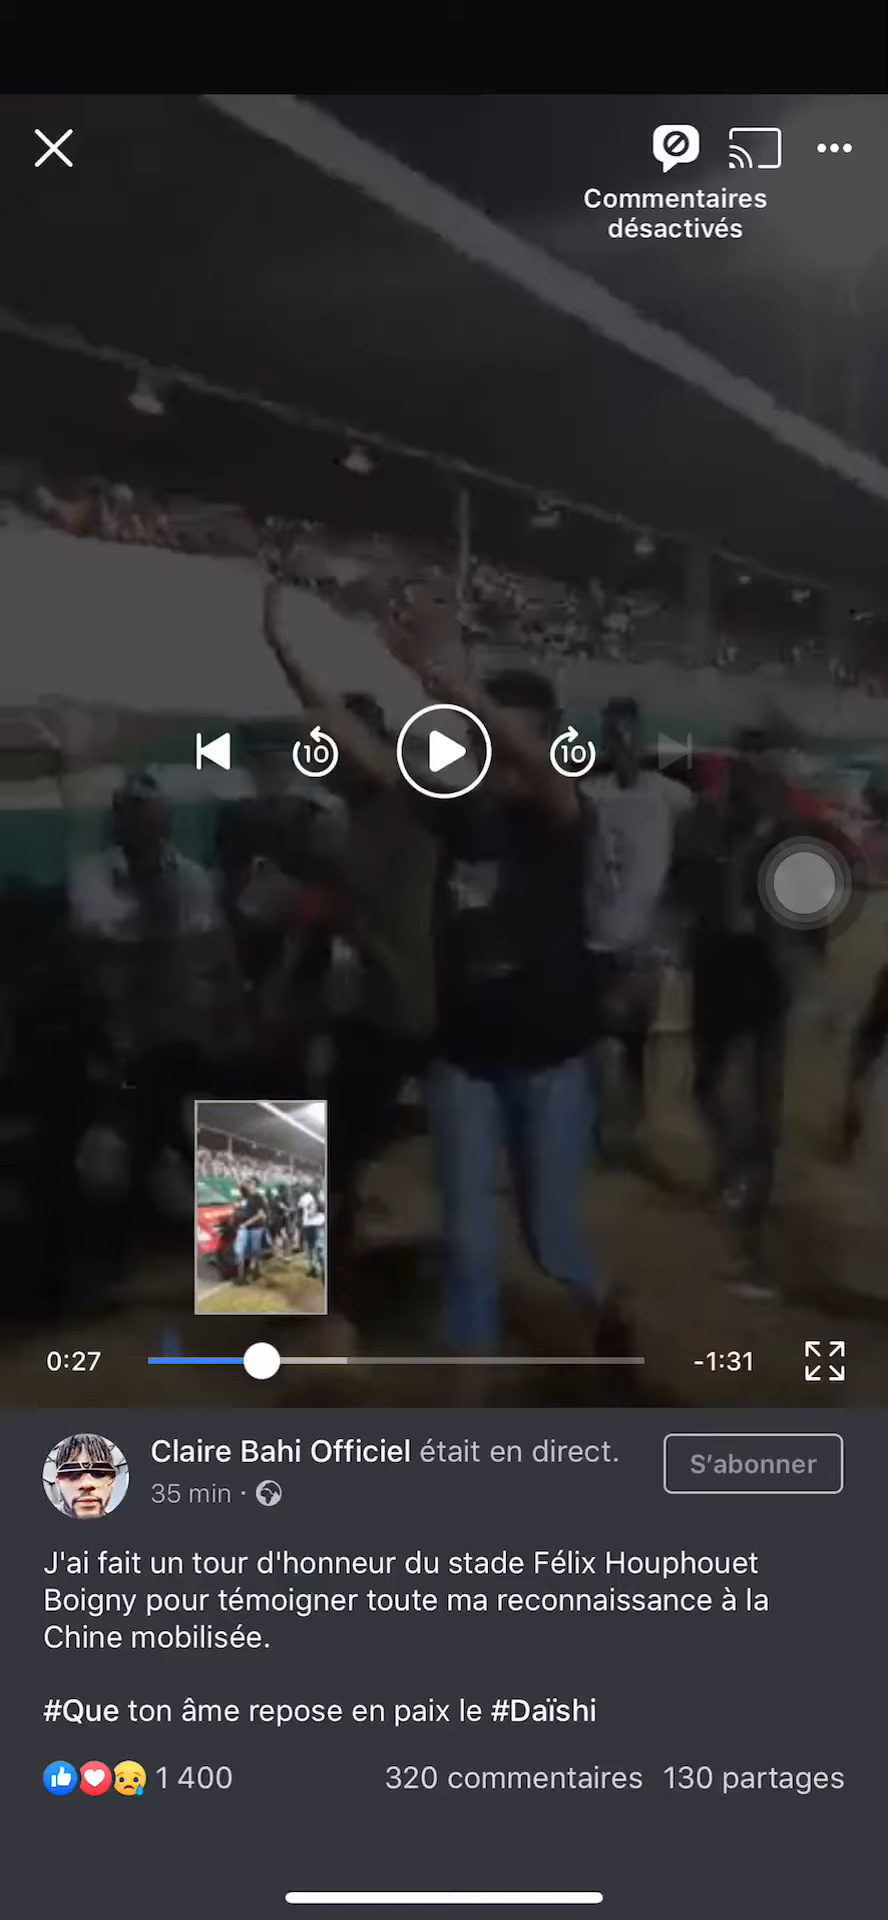 Commentaires
désactivés
10
10
0:27
-1:31
Claire Bahi Officiel était en direct.
S'abonner
35 min ·
J'ai fait un tour d'honneur du stade Félix Houphouet
Boigny pour témoigner toute ma reconnaissance à la
Chine mobilisée.
#Que ton âme repose en paix le #Daïshi
1 400
320 commentaires 130 partages